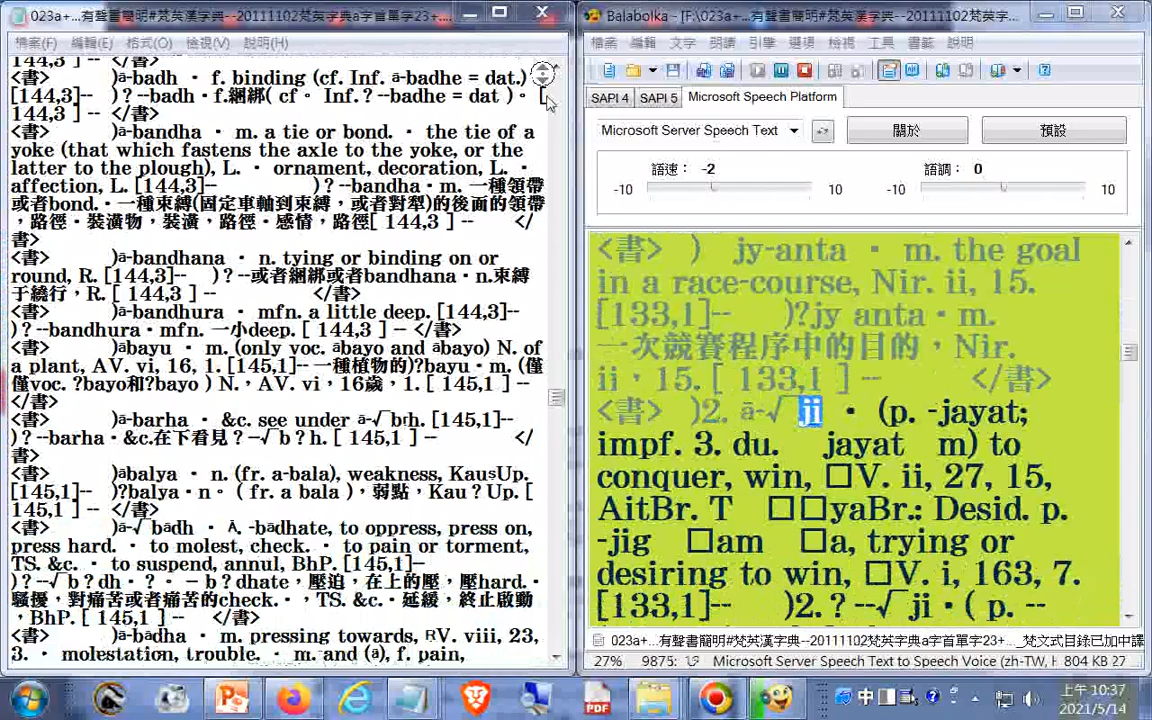 023a+...有聲書簡明#梵英漢字典--20111102梵英字典a字首單字23+...
檔案(F) 編輯(E) 格式(O) 檢視(V) 說明(H)
144,3 ] -- </書>
<書> )ā-badh · f. binding (cf. Inf. ā-badhe = dat.)
[144,3]-- )? --badh · f.綑綁( cf 。 Inf. ? --badhe = dat )。 [
144,3 ] -- </書>
<書> )ā-bandha · m. a tie or bond. · the tie of a
yoke (that which fastens the axle to the yoke, or the
latter to the plough), L. · ornament, decoration, L. ·
affection, L. [144,3]-- )? --bandha · m. 一種領帶
或者bond. · 一種束縛(固定車軸到束縛，或者對犁)的後面的領帶
，路徑 · 裝潢物，裝潢，路徑 · 感情，路徑[ 144,3 ] -- </
書>
<書> )ā-bandhana · n. tying or binding on or
round, R. [144,3]-- )? --或者綑綁或者bandhana · n.束縛
于繞行，R. [ 144,3 ] -- </書>
<書> )ā-bandhura · mfn. a little deep. [144,3]--
)? --bandhura · mfn. 一小deep. [ 144,3 ] -- </書>
<書> )ābayu · m. (only voc. ābayo and ābayo) N. of
a plant, AV. vi, 16, 1. [145,1]-- 一種植物的)?bayu · m. (僅
僅voc. ?bayo和?bayo ) N.，AV. vi，16歲，1. [ 145,1 ] --
</書>
<書> )ā-barha · &c. see under ā-√bṛh. [145,1]--
)? --barha · &c.在下看見 ? --√b ? h. [ 145,1 ] -- </
書>
<書> )ābalya · n. (fr. a-bala), weakness, KausUp.
[145,1]-- )?balya · n。 ( fr. a bala )，弱點，Kau ? Up. [
145,1 ] -- </書>
<書> )ā-√bādh · Ā. -bādhate, to oppress, press on,
press hard. · to molest, check. · to pain or torment,
TS. &c. · to suspend, annul, BhP. [145,1]--
)? --√b ? dh · ? · – b ? dhate，壓迫，在上的壓，壓hard. ·
騷擾，對痛苦或者痛苦的check. · ，TS. &c. · 延緩，終止啟動
，BhP. [ 145,1 ] -- </書>
<書> )ā-bādha · m. pressing towards, RV. viii, 23,
3. · molestation, trouble. · m. and (ā), f. pain,
Balabolka - [F:\023a+...有聲書簡明#梵英漢字典--20111102梵英字...
檔案 編輯 文字 朗讀 引擎 選項 檢視 工具 書籤 說明
SAPI 4 SAPI 5 Microsoft Speech Platform
Microsoft Server Speech Text 關於 預設
語速： -2 語調： 0
-10 10 -10 10
<書> ) jy-anta · m. the goal
in a race-course, Nir. ii, 15.
[133,1]-- )?jy anta · m.
一次競賽程序中的目的，Nir.
ii，15. [ 133,1 ] -- </書>
<書> )2. ā-√ji · (p. -jayat;
impf. 3. du. jayat m) to
conquer, win, □V. ii, 27, 15,
AitBr. T □□yaBr.: Desid. p.
-jig □am □a, trying or
desiring to win, □V. i, 163, 7.
[133,1]-- )2. ? --√ji · ( p. --
023a+...有聲書簡明#梵英漢字典--20111102梵英字典a字首單字23+..._梵文式目錄已加中譯
27% 9875: Microsoft Server Speech Text to Speech Voice (zh-TW, H 804 KB 27
中
上午 10:37
2021/5/14